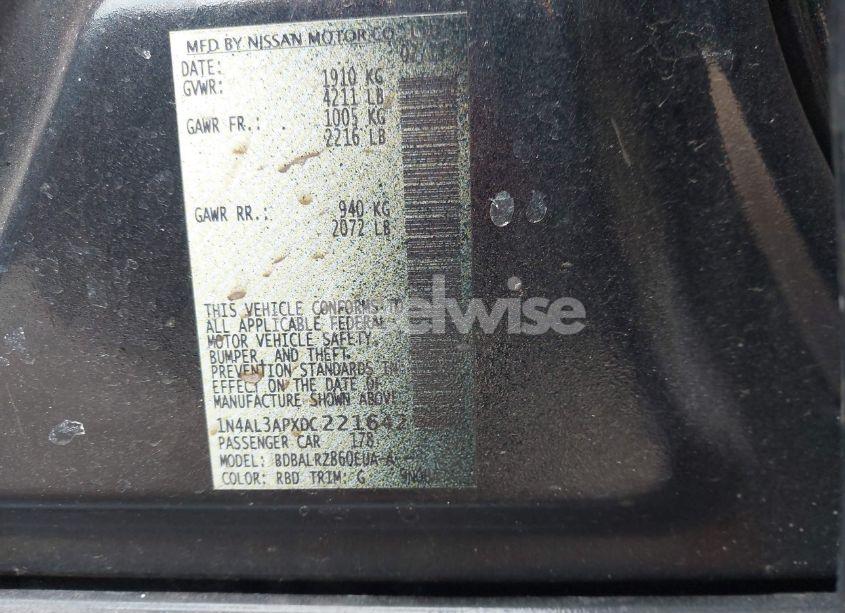 MFD BY NISSAN MOTOR CO
DATE:
GVWR: 1910 KG
4211 LB
GAWR FR.: 1005 KG
2216 LB
GAWR RR.: 940 KG
2072 LB
elwise
THIS VEHICLE CONFORMS T
ALL APPLICABLE FEDERAL
MOTOR VEHICLE SAFETY,
BUMPER, AND THEFT
PREVENTION STANDARDS IN
EFFECT ON THE DATE OF
MANUFACTURE SHOWN ABOVE
1N4AL3APXDC221642
PASSENGER CAR 178
MODEL: BDBALRZB60EUA-A
COLOR: RBD TRIM: G